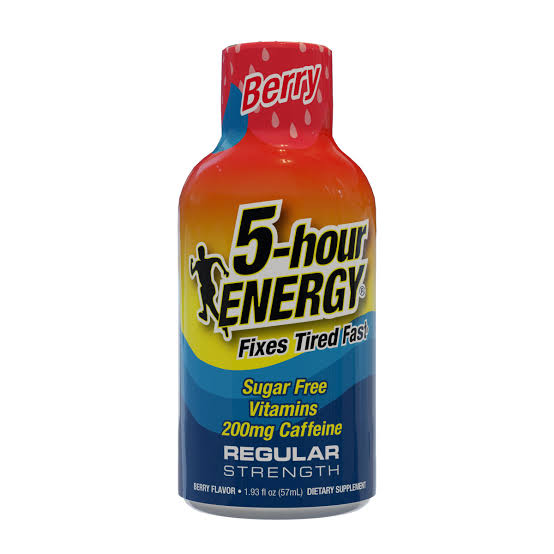 Berry
5-hour
ENERGY®
Fixes Tired Fast
Sugar Free
Vitamins
200mg Caffeine
REGULAR
STRENGTH
BERRY FLAVOR • 1.93 fl oz (57mL) DIETARY SUPPLEMENT